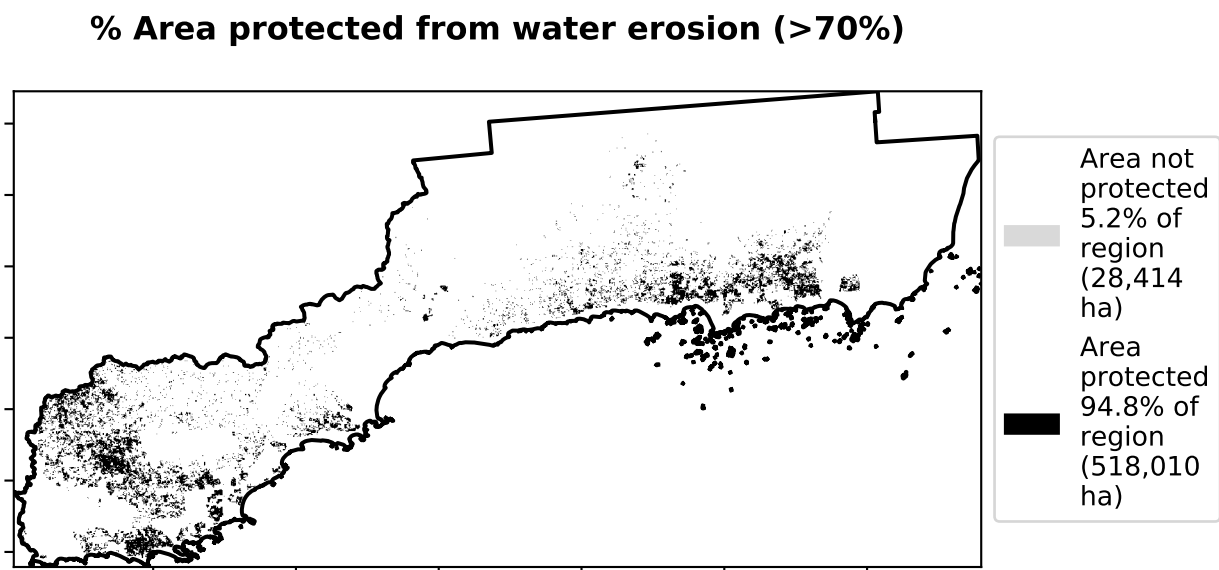 % Area protected from water erosion (>70%)
Area not
protected
5.2% of
region
(28,414
ha)
Area
protected
94.8% of
region
(518,010
ha)